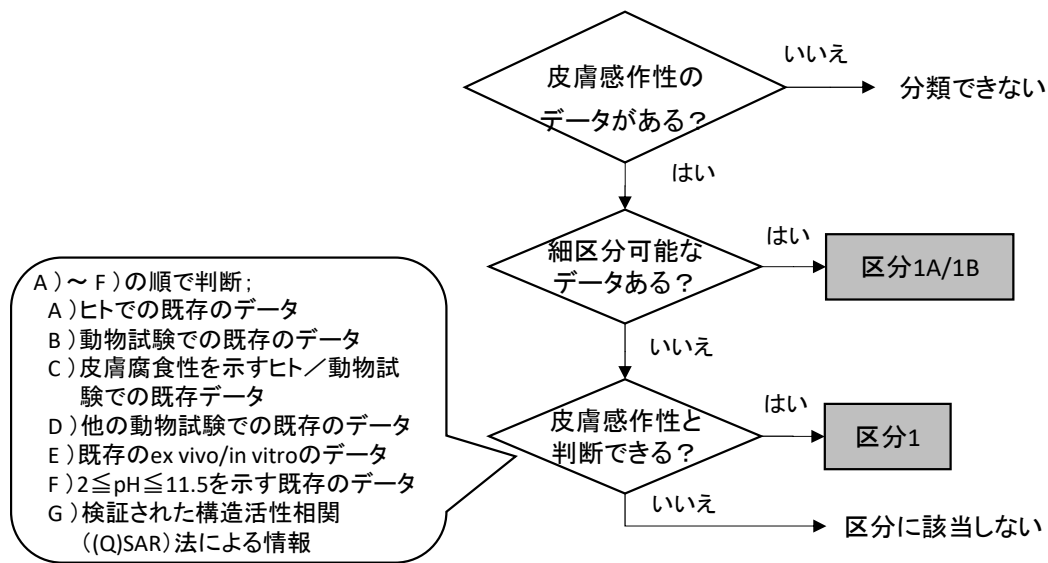 皮膚感作性の
データがある?
いいえ
分類できない
はい
細区分可能な
データある?
はい
区分1A/1B
いいえ
皮膚感作性と
判断できる?
はい
区分1
いいえ
区分に該当しない
A)~F)の順で判断;
A)ヒトでの既存のデータ
B)動物試験での既存のデータ
C)皮膚腐食性を示すヒト/動物試
験での既存データ
D)他の動物試験での既存のデータ
E)既存のex vivo/in vitroのデータ
F)2≦pH≦11.5を示す既存のデータ
G)検証された構造活性相関
((Q)SAR)法による情報